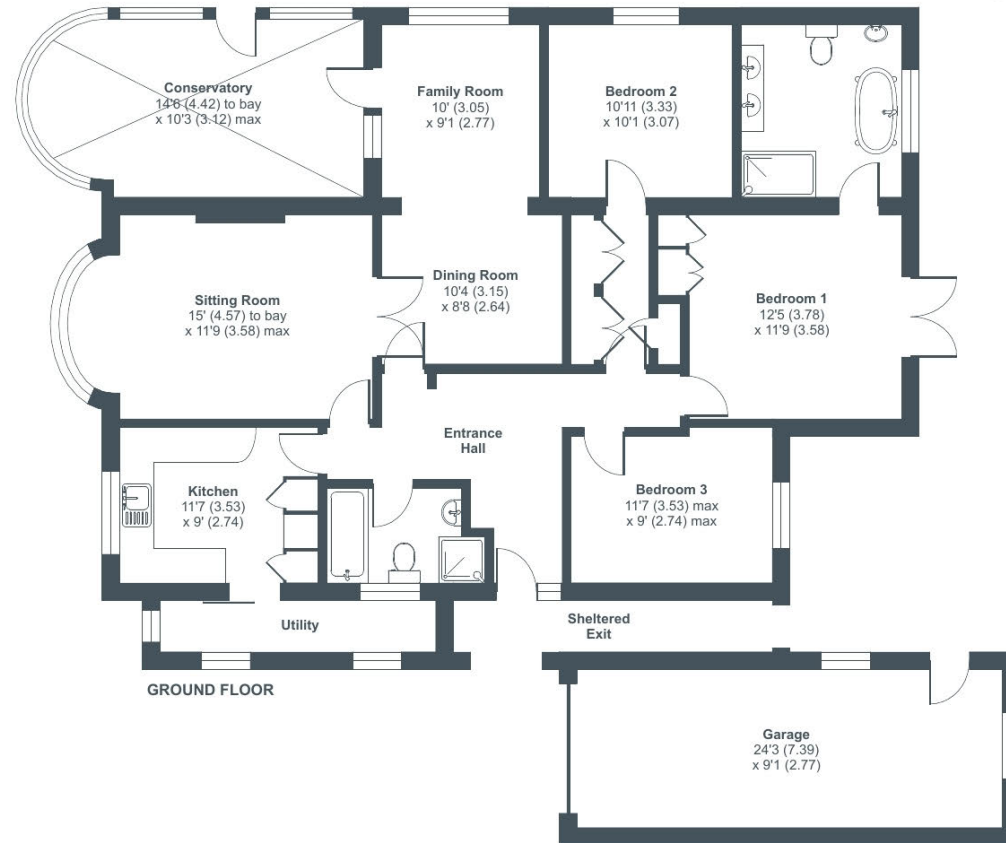 Conservatory
14'6 (4.42) to bay
x 10'3 (3.12) max
Family Room
10' (3.05)
x 9'1 (2.77)
Bedroom 2
10'11 (3.33)
x 10'1 (3.07)
Sitting Room
15' (4.57) to bay
x 11'9 (3.58) max
Dining Room
10'4 (3.15)
x 8'8 (2.64)
Bedroom 1
12'5 (3.78)
x 11'9 (3.58)
Entrance
Hall
Kitchen
11'7 (3.53)
x 9' (2.74)
Bedroom 3
11'7 (3.53) max
x 9' (2.74) max
Utility
Sheltered
Exit
GROUND FLOOR
Garage
24'3 (7.39)
x 9'1 (2.77)